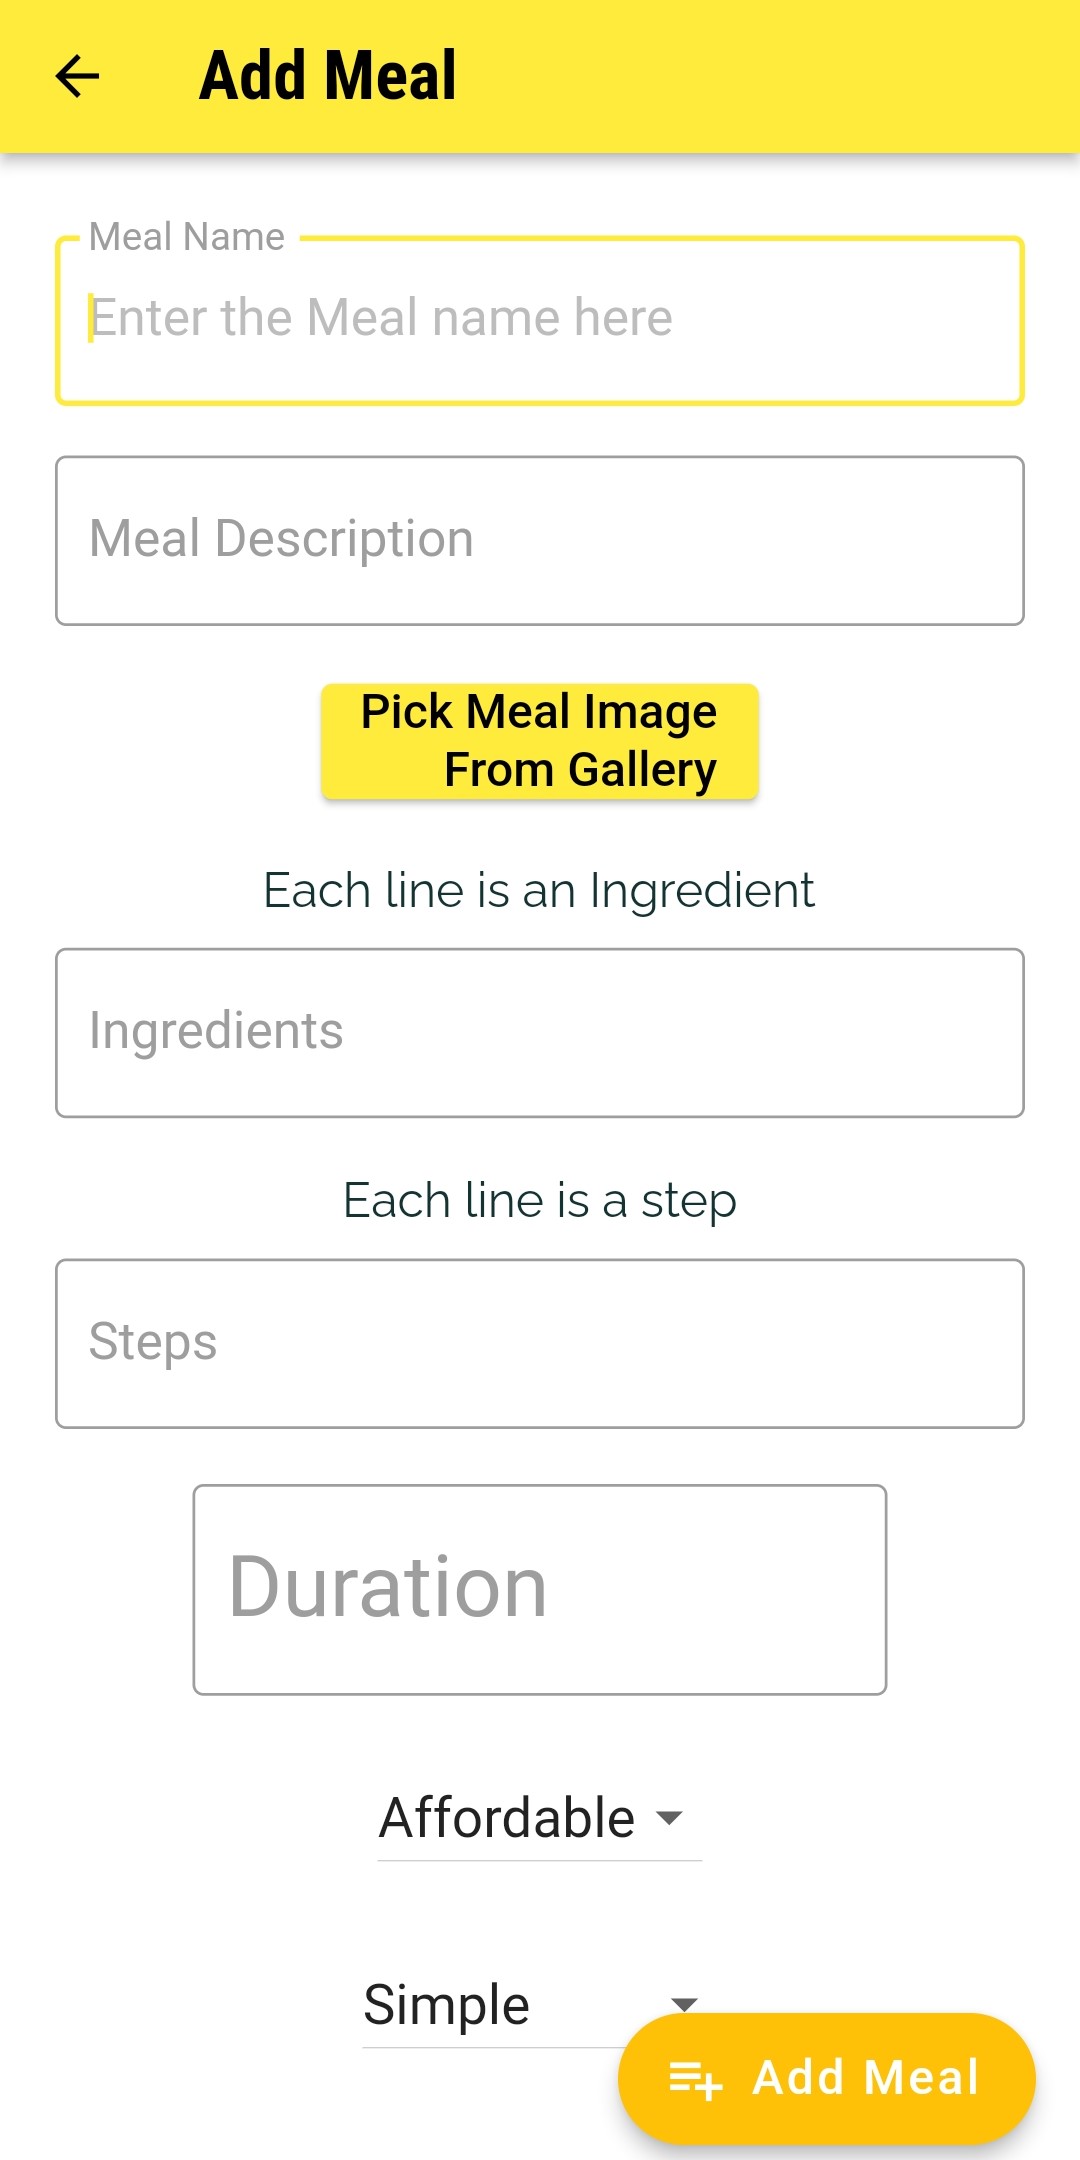 Add Meal
Meal Name
Enter the Meal name here
Meal Description
Pick Meal Image
From Gallery
Each line is an Ingredient
Ingredients
Each line is a step
Steps
Duration
Affordable
Simple
Add Meal